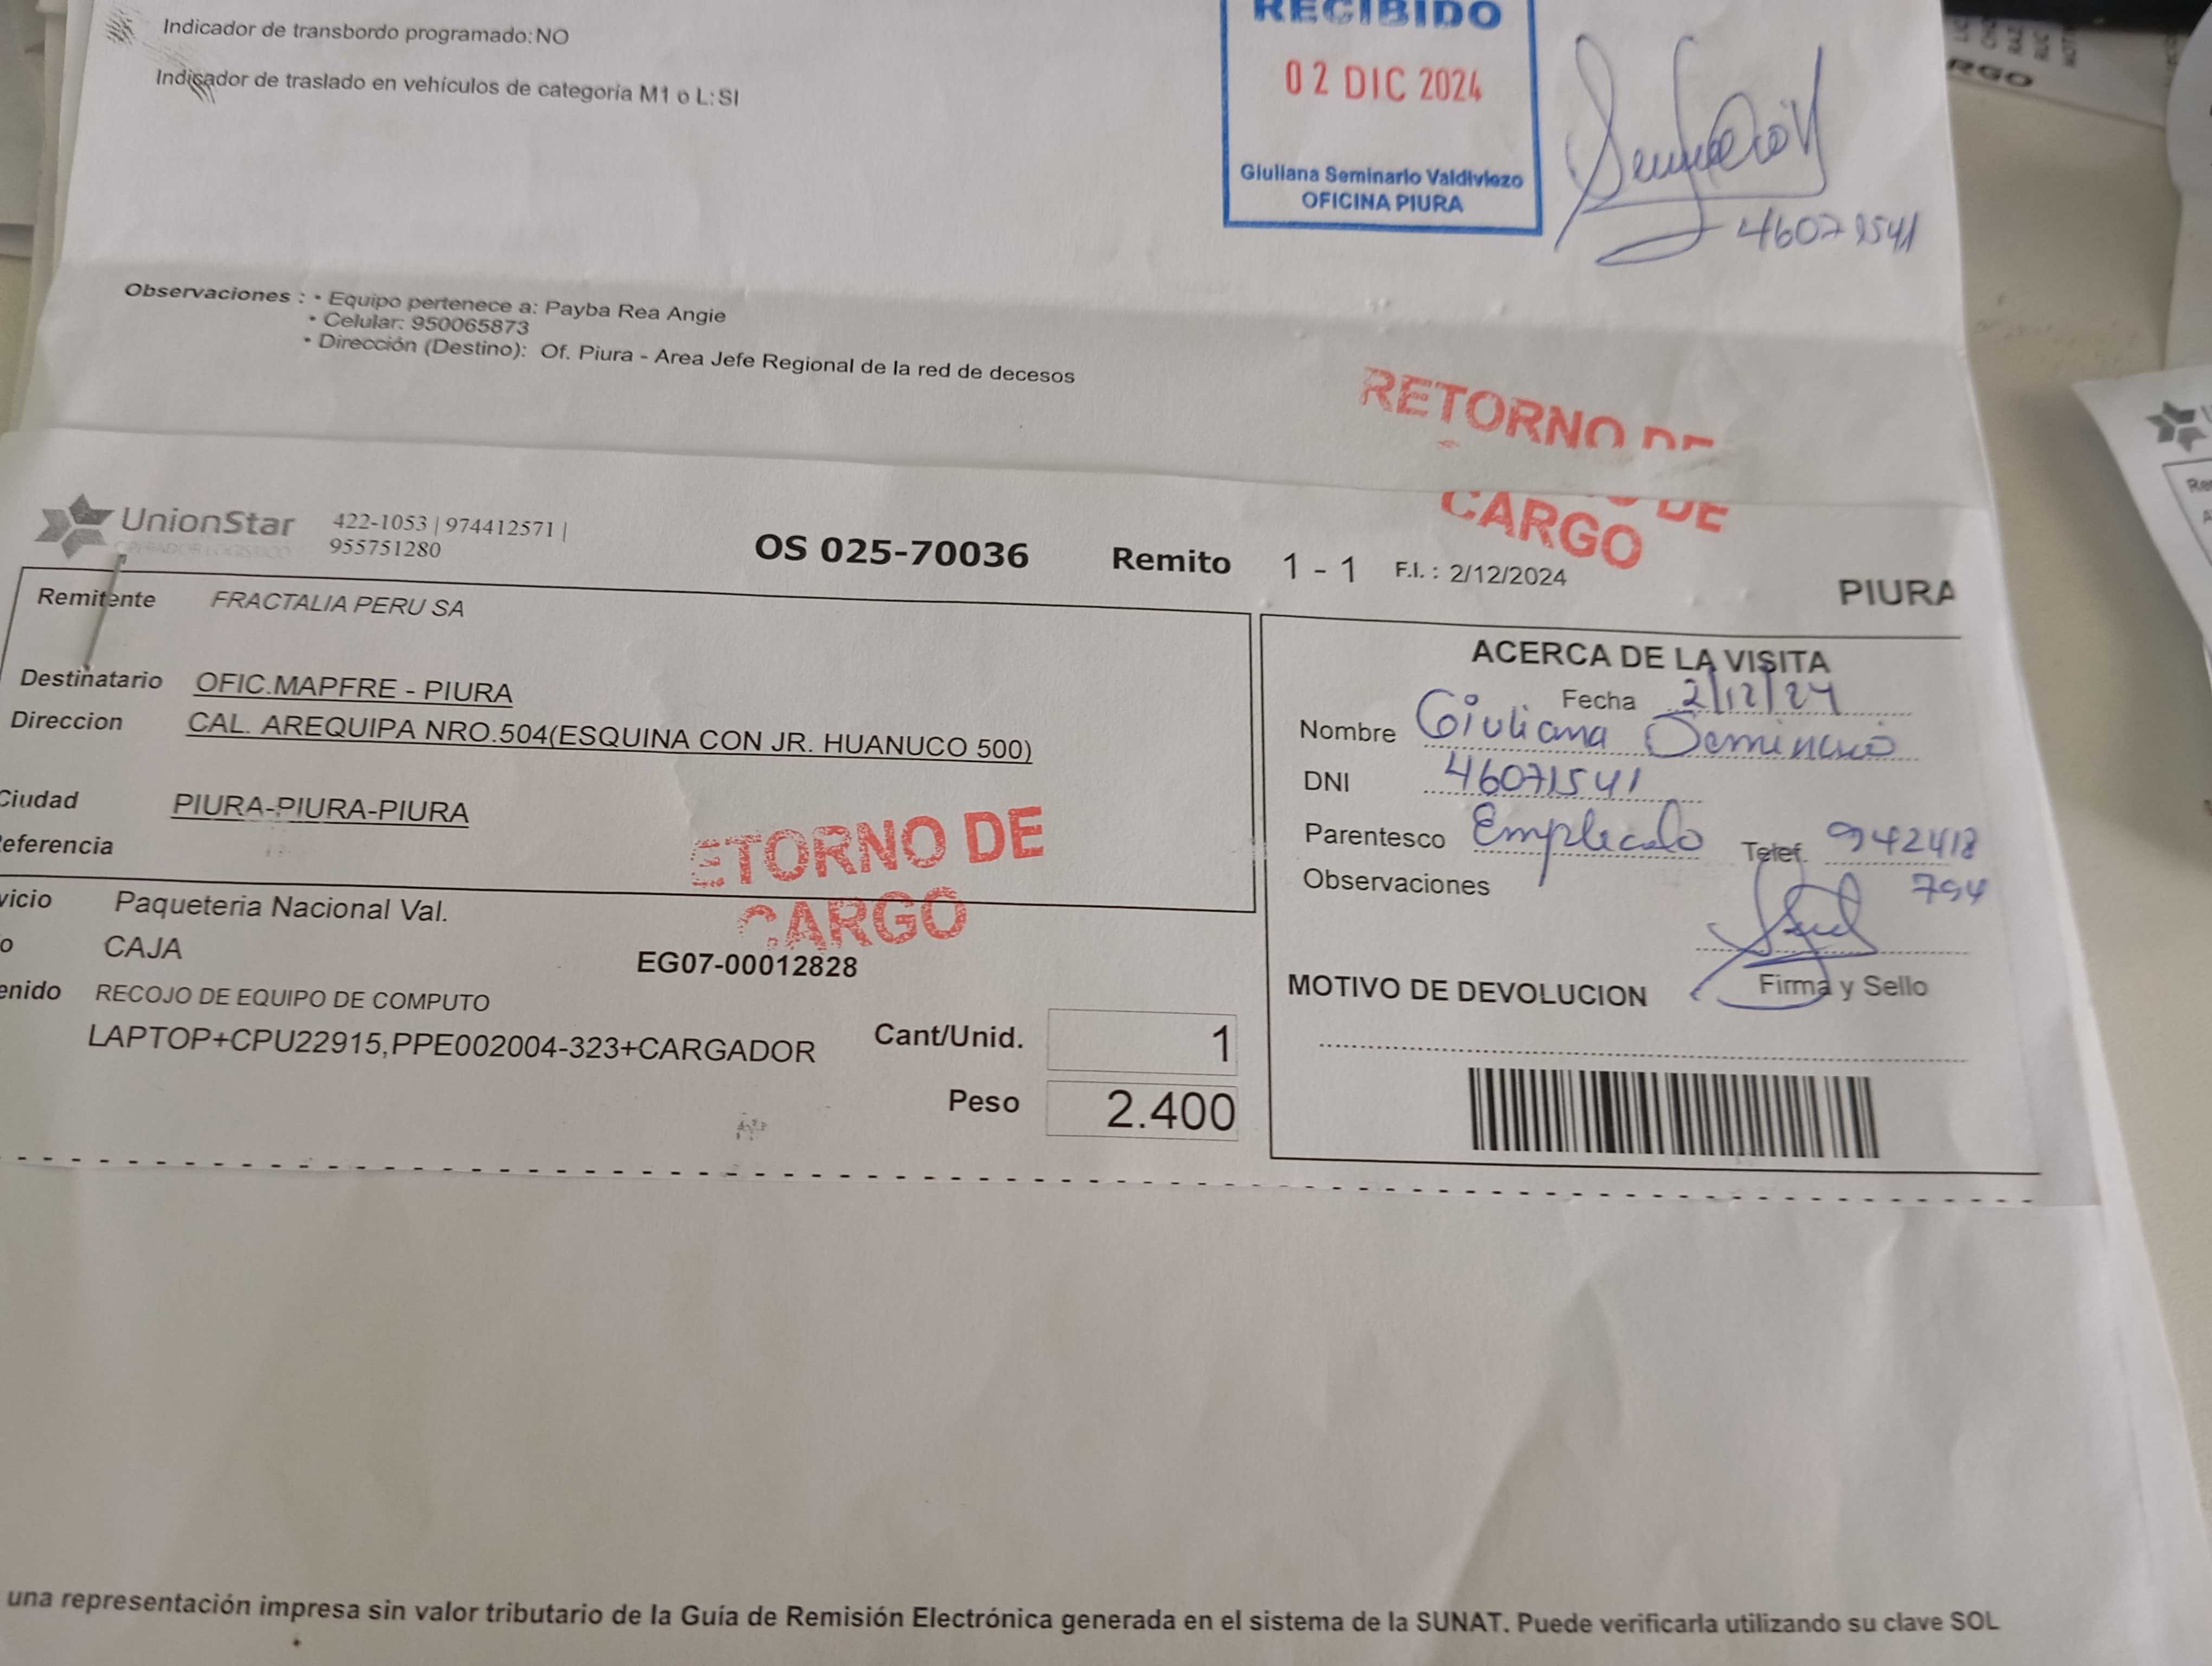 Indicador de transbordo programado: NO
RECIBIDO
Indicador de traslado en vehículos de categoría M1 o L: SI
02 DIC 2024
Giuliana Seminario Valdiviezo
OFICINA PIURA
Observaciones : • Equipo pertenece a: Payba Rea Angie
• Celular: 950065873
• Dirección (Destino): Of. Piura - Area Jefe Regional de la red de decesos
RETORNO DE
CARGO
UnionStar
OPERADOR LOGISTICO
422-1053 | 974412571 |
955751280
OS 025-70036 Remito 1 - 1 F.I. : 2/12/2024
PIURA
Remitente FRACTALIA PERU SA
Destinatario OFIC.MAPFRE - PIURA
Direccion CAL. AREQUIPA NRO.504(ESQUINA CON JR. HUANUCO 500)
Ciudad PIURA-PIURA-PIURA
eferencia
ETORNO DE
CARGO
vicio Paqueteria Nacional Val.
o CAJA
EG07-00012828
enido RECOJO DE EQUIPO DE COMPUTO
LAPTOP+CPU22915,PPE002004-323+CARGADOR
Cant/Unid. 1
Peso 2.400
ACERCA DE LA VISITA
Fecha 2/12/24
Nombre Giuliana Seminario
DNI 46071541
Parentesco Empleado Telef. 942418
794
Observaciones
Firma y Sello
MOTIVO DE DEVOLUCION
una representación impresa sin valor tributario de la Guía de Remisión Electrónica generada en el sistema de la SUNAT. Puede verificarla utilizando su clave SOL
RGO